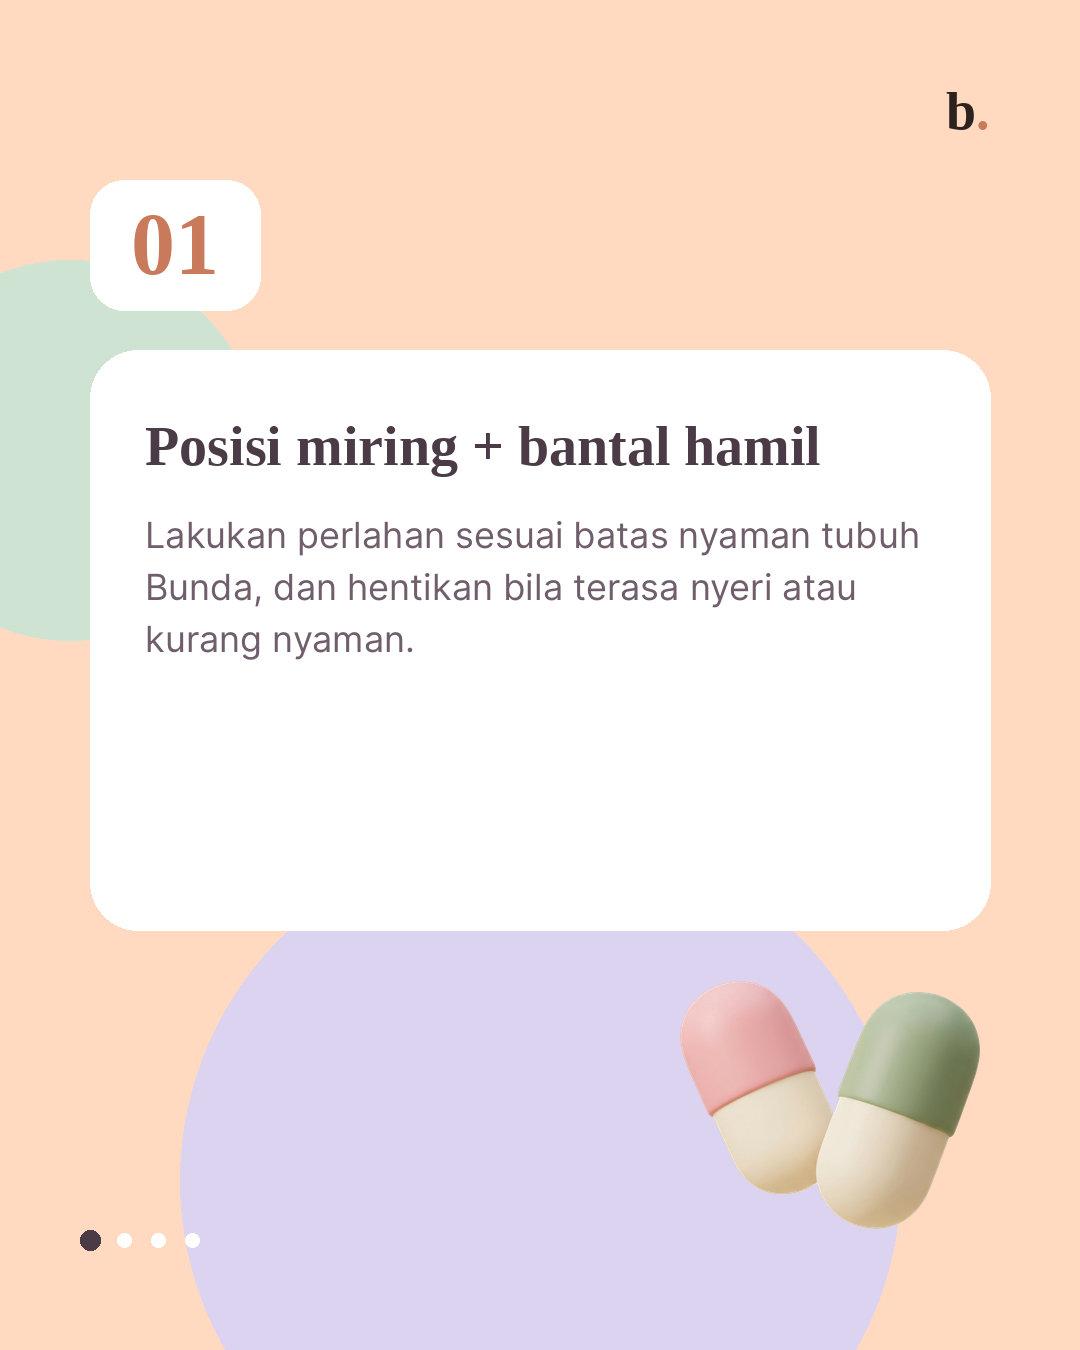 b.
01
Posisi miring + bantal hamil
Lakukan perlahan sesuai batas nyaman tubuh
Bunda, dan hentikan bila terasa nyeri atau
kurang nyaman.